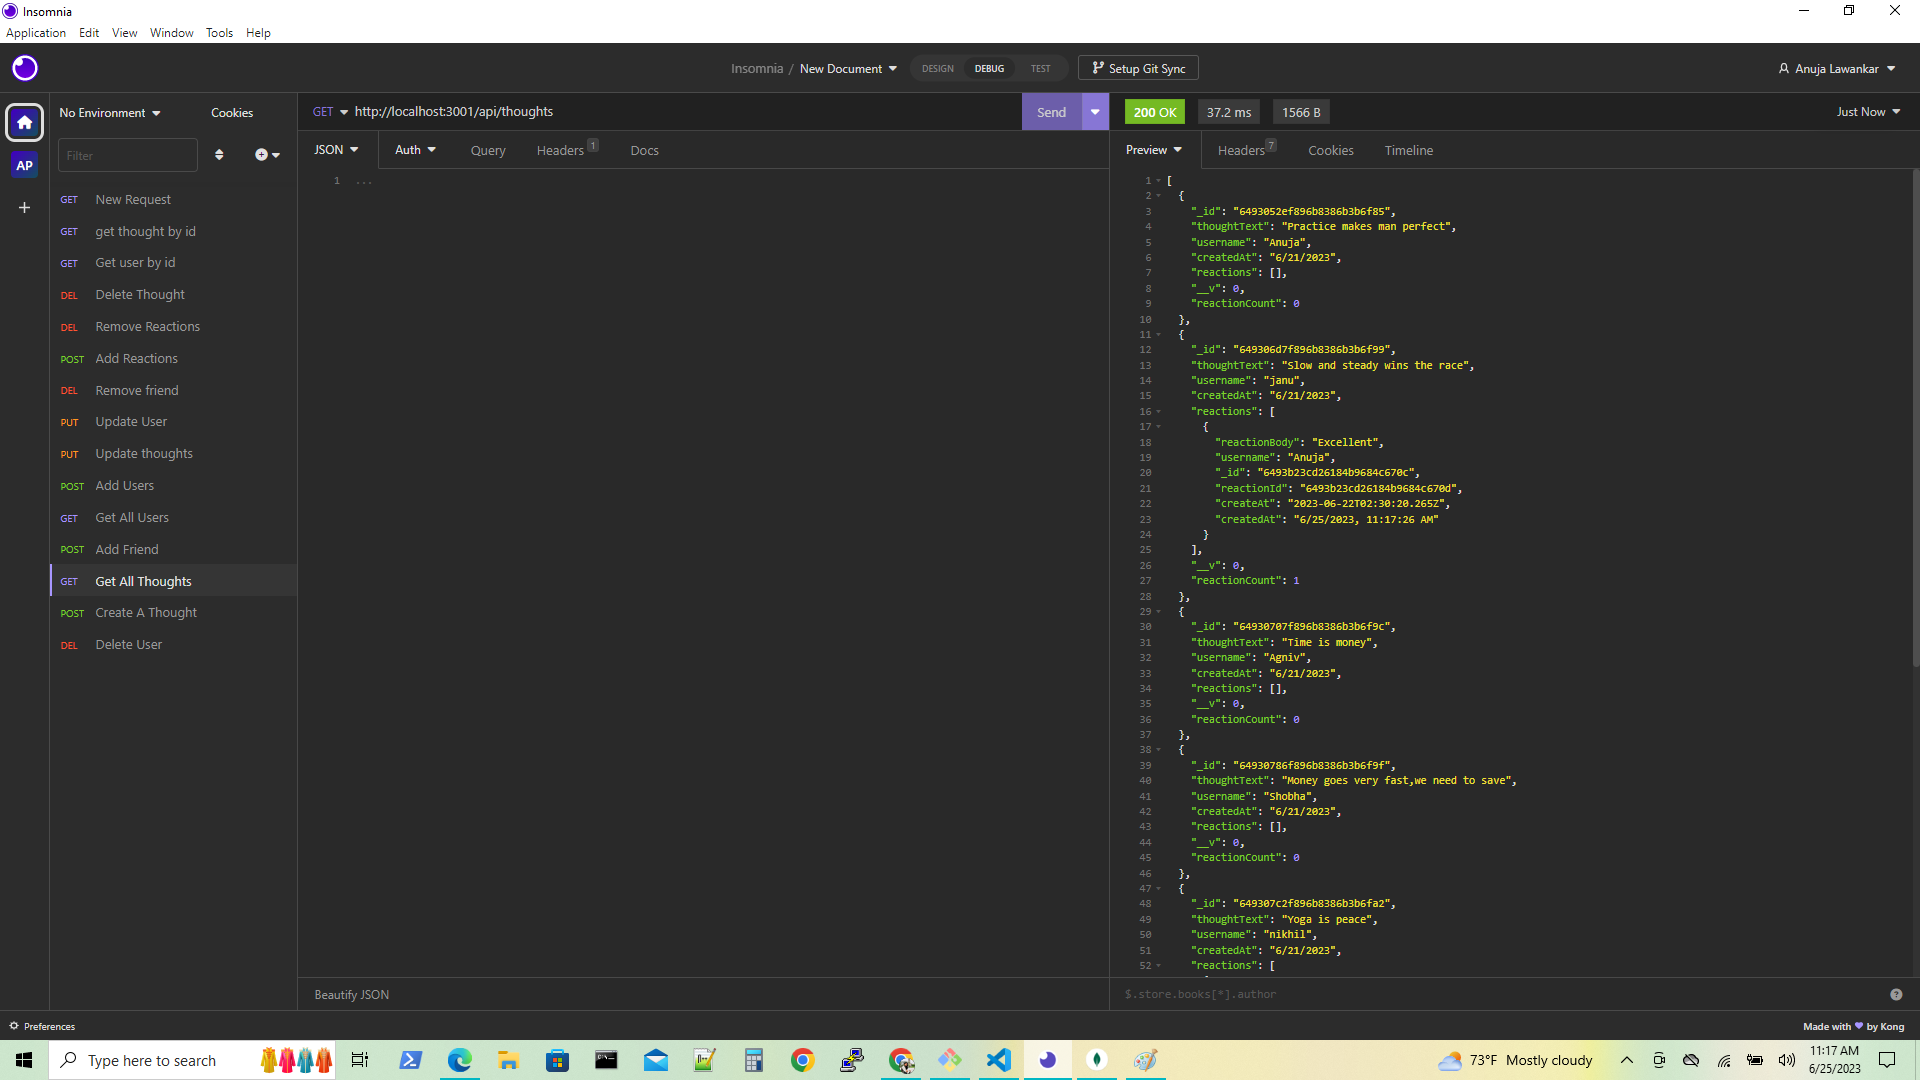 Insomnia
Application Edit View Window Tools Help
Insomnia / New Document DESIGN DEBUG TEST Setup Git Sync Anuja Lawankar
No Environment Cookies
GET http://localhost:3001/api/thoughts Send
200 OK 37.2 ms 1566 B Just Now
Filter
JSON Auth Query Headers 1 Docs
Preview Headers 7 Cookies Timeline
AP
GET New Request
GET get thought by id
GET Get user by id
DEL Delete Thought
DEL Remove Reactions
POST Add Reactions
DEL Remove friend
PUT Update User
PUT Update thoughts
POST Add Users
GET Get All Users
POST Add Friend
GET Get All Thoughts
POST Create A Thought
DEL Delete User
1 ...
1 [
2 {
3 "_id": "6493052ef896b8386b3b6f85",
4 "thoughtText": "Practice makes man perfect",
5 "username": "Anuja",
6 "createdAt": "6/21/2023",
7 "reactions": [],
8 "__v": 0,
9 "reactionCount": 0
10 },
11 {
12 "_id": "649306d7f896b8386b3b6f99",
13 "thoughtText": "Slow and steady wins the race",
14 "username": "janu",
15 "createdAt": "6/21/2023",
16 "reactions": [
17 {
18 "reactionBody": "Excellent",
19 "username": "Anuja",
20 "_id": "6493b23cd26184b9684c670c",
21 "reactionId": "6493b23cd26184b9684c670d",
22 "createAt": "2023-06-22T02:30:20.265Z",
23 "createdAt": "6/25/2023, 11:17:26 AM"
24 }
25 ],
26 "__v": 0,
27 "reactionCount": 1
28 },
29 {
30 "_id": "64930707f896b8386b3b6f9c",
31 "thoughtText": "Time is money",
32 "username": "Agniv",
33 "createdAt": "6/21/2023",
34 "reactions": [],
35 "__v": 0,
36 "reactionCount": 0
37 },
38 {
39 "_id": "64930786f896b8386b3b6f9f",
40 "thoughtText": "Money goes very fast,we need to save",
41 "username": "Shobha",
42 "createdAt": "6/21/2023",
43 "reactions": [],
44 "__v": 0,
45 "reactionCount": 0
46 },
47 {
48 "_id": "649307c2f896b8386b3b6fa2",
49 "thoughtText": "Yoga is peace",
50 "username": "nikhil",
51 "createdAt": "6/21/2023",
52 "reactions": [
Beautify JSON
$.store.books[*].author
Preferences
Made with by Kong
Type here to search
73°F Mostly cloudy
11:17 AM
6/25/2023